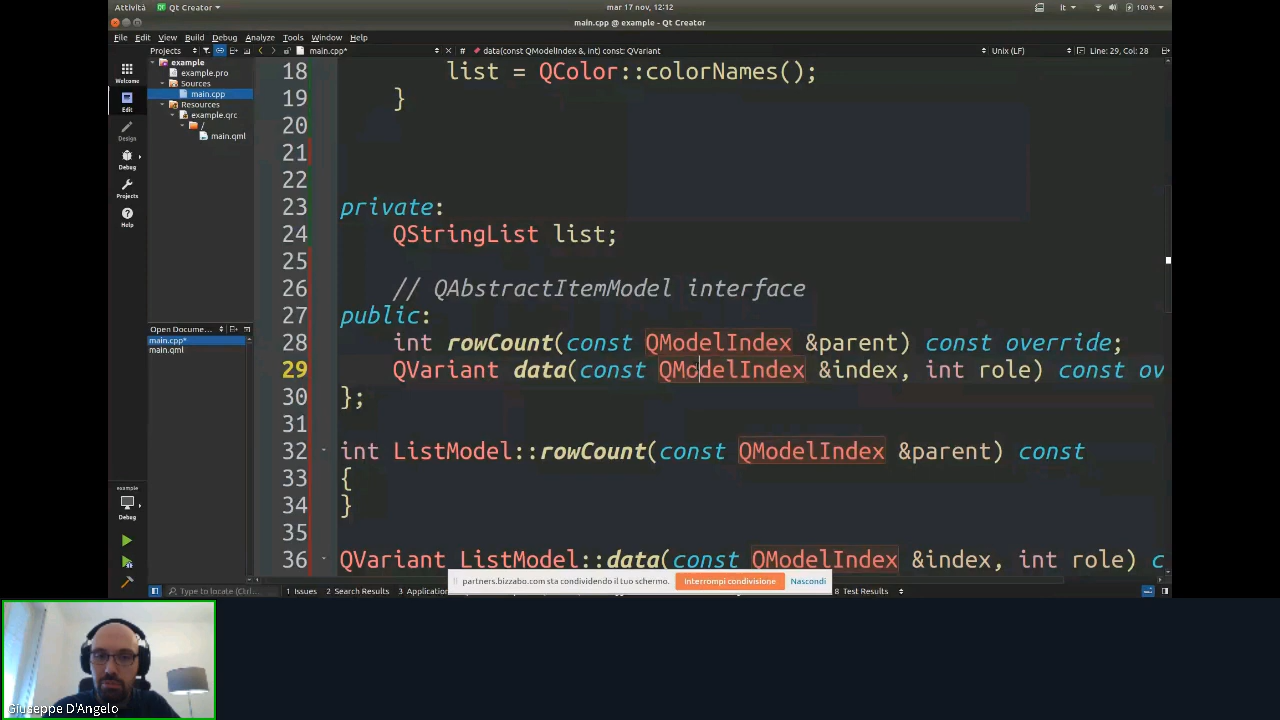 Attività Qt Creator mar 17 nov, 12:12 it 100 %
main.cpp @ example - Qt Creator
File Edit View Build Debug Analyze Tools Window Help
Projects main.cpp* # data(const QModelIndex &, int) const: QVariant Unix (LF) Line: 29, Col: 28
example
example.pro
Sources
main.cpp
Resources
example.qrc
/
main.qml
Welcome
Edit
Design
Debug
Projects
Help
Open Docume...
main.cpp*
main.qml
example
Debug
18 list = QColor::colorNames();
19 }
20
21
22
23 private:
24 QStringList list;
25
26 // QAbstractItemModel interface
27 public:
28 int rowCount(const QModelIndex &parent) const override;
29 QVariant data(const QModelIndex &index, int role) const ov
30 };
31
32 int ListModel::rowCount(const QModelIndex &parent) const
33 {
34 }
35
36 QVariant ListModel::data(const QModelIndex &index, int role) c
partners.bizzabo.com sta condividendo il tuo schermo. Interrompi condivisione Nascondi
Type to locate (Ctrl... 1 Issues 2 Search Results 3 Application 8 Test Results
Giuseppe D'Angelo